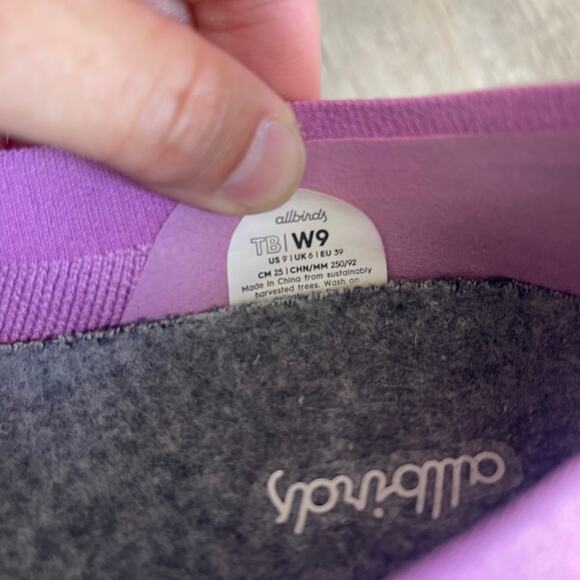 allbirds
TB | W9
US 9 | UK 6 | EU 39
CM 25 | CHN/MM 250/92
Made in China from sustainably
harvested trees. Wash on
allbirds